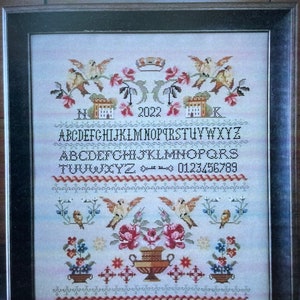 N 2022 K
ABCDEFGHIJKLMNOPQRSTUVWXYZ
ABCDEFGHIJKLMNOPQRS
TUVWXYZ 0123456789